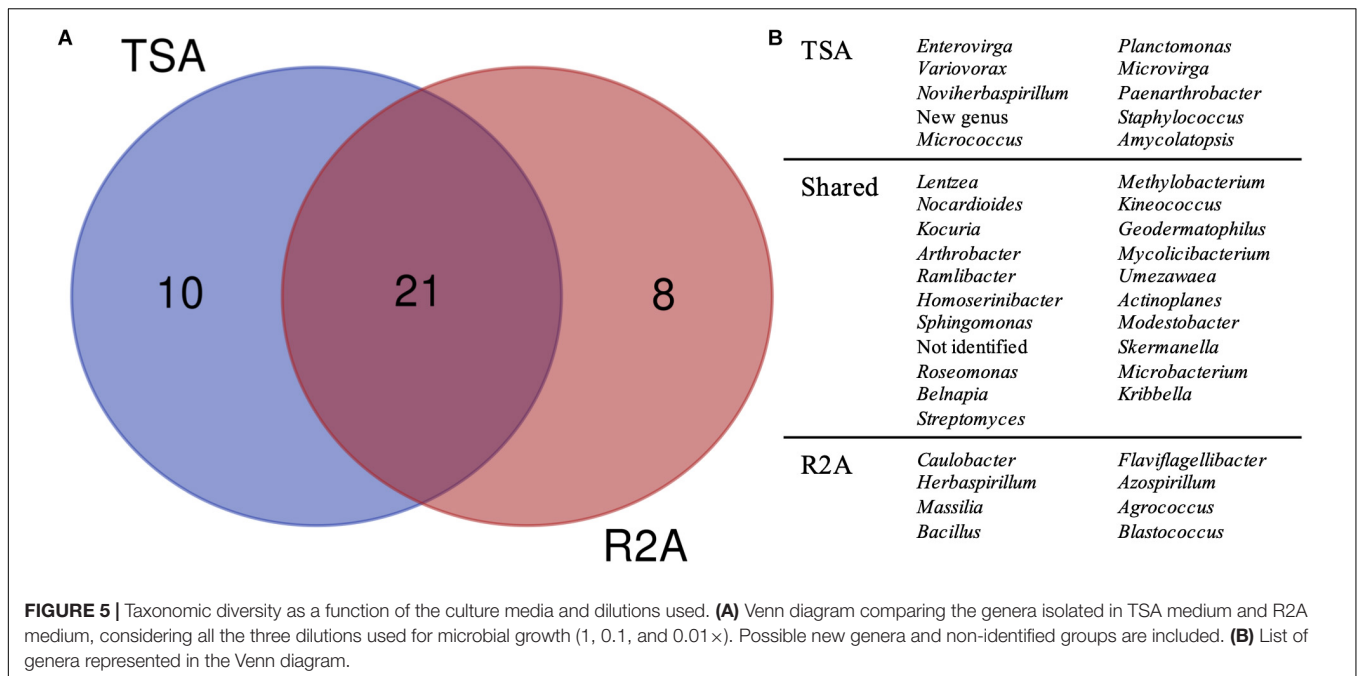 A
TSA
10
21
8
R2A
B
TSA
Enterovirga Planctomonas
Variovorax Microvirga
Noviherbaspirillum Paenarthrobacter
New genus Staphylococcus
Micrococcus Amycolatopsis
Shared
Lentzea Methylobacterium
Nocardioides Kineococcus
Kocuria Geodermatophilus
Arthrobacter Mycolicibacterium
Ramlibacter Umezawaea
Homoserinibacter Actinoplanes
Sphingomonas Modestobacter
Not identified Skermanella
Roseomonas Microbacterium
Belnapia Kribbella
Streptomyces
R2A
Caulobacter Flaviflagellibacter
Herbaspirillum Azospirillum
Massilia Agrococcus
Bacillus Blastococcus
FIGURE 5 | Taxonomic diversity as a function of the culture media and dilutions used. (A) Venn diagram comparing the genera isolated in TSA medium and R2A
medium, considering all the three dilutions used for microbial growth (1, 0.1, and 0.01×). Possible new genera and non-identified groups are included. (B) List of
genera represented in the Venn diagram.